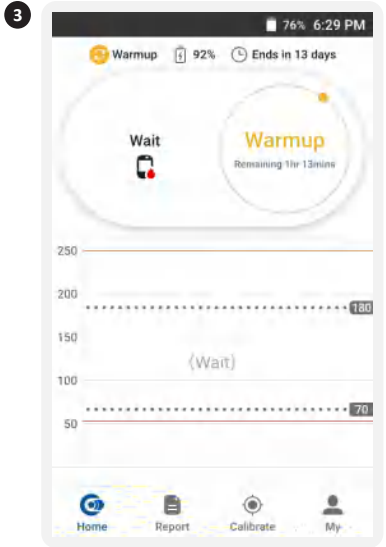 3
76% 6:29 PM
Warmup 92% Ends in 13 days
Wait
Warmup
Remaining 1hr 13mins
250
200
180
150
(Wait)
100
70
50
Home Report Calibrate My